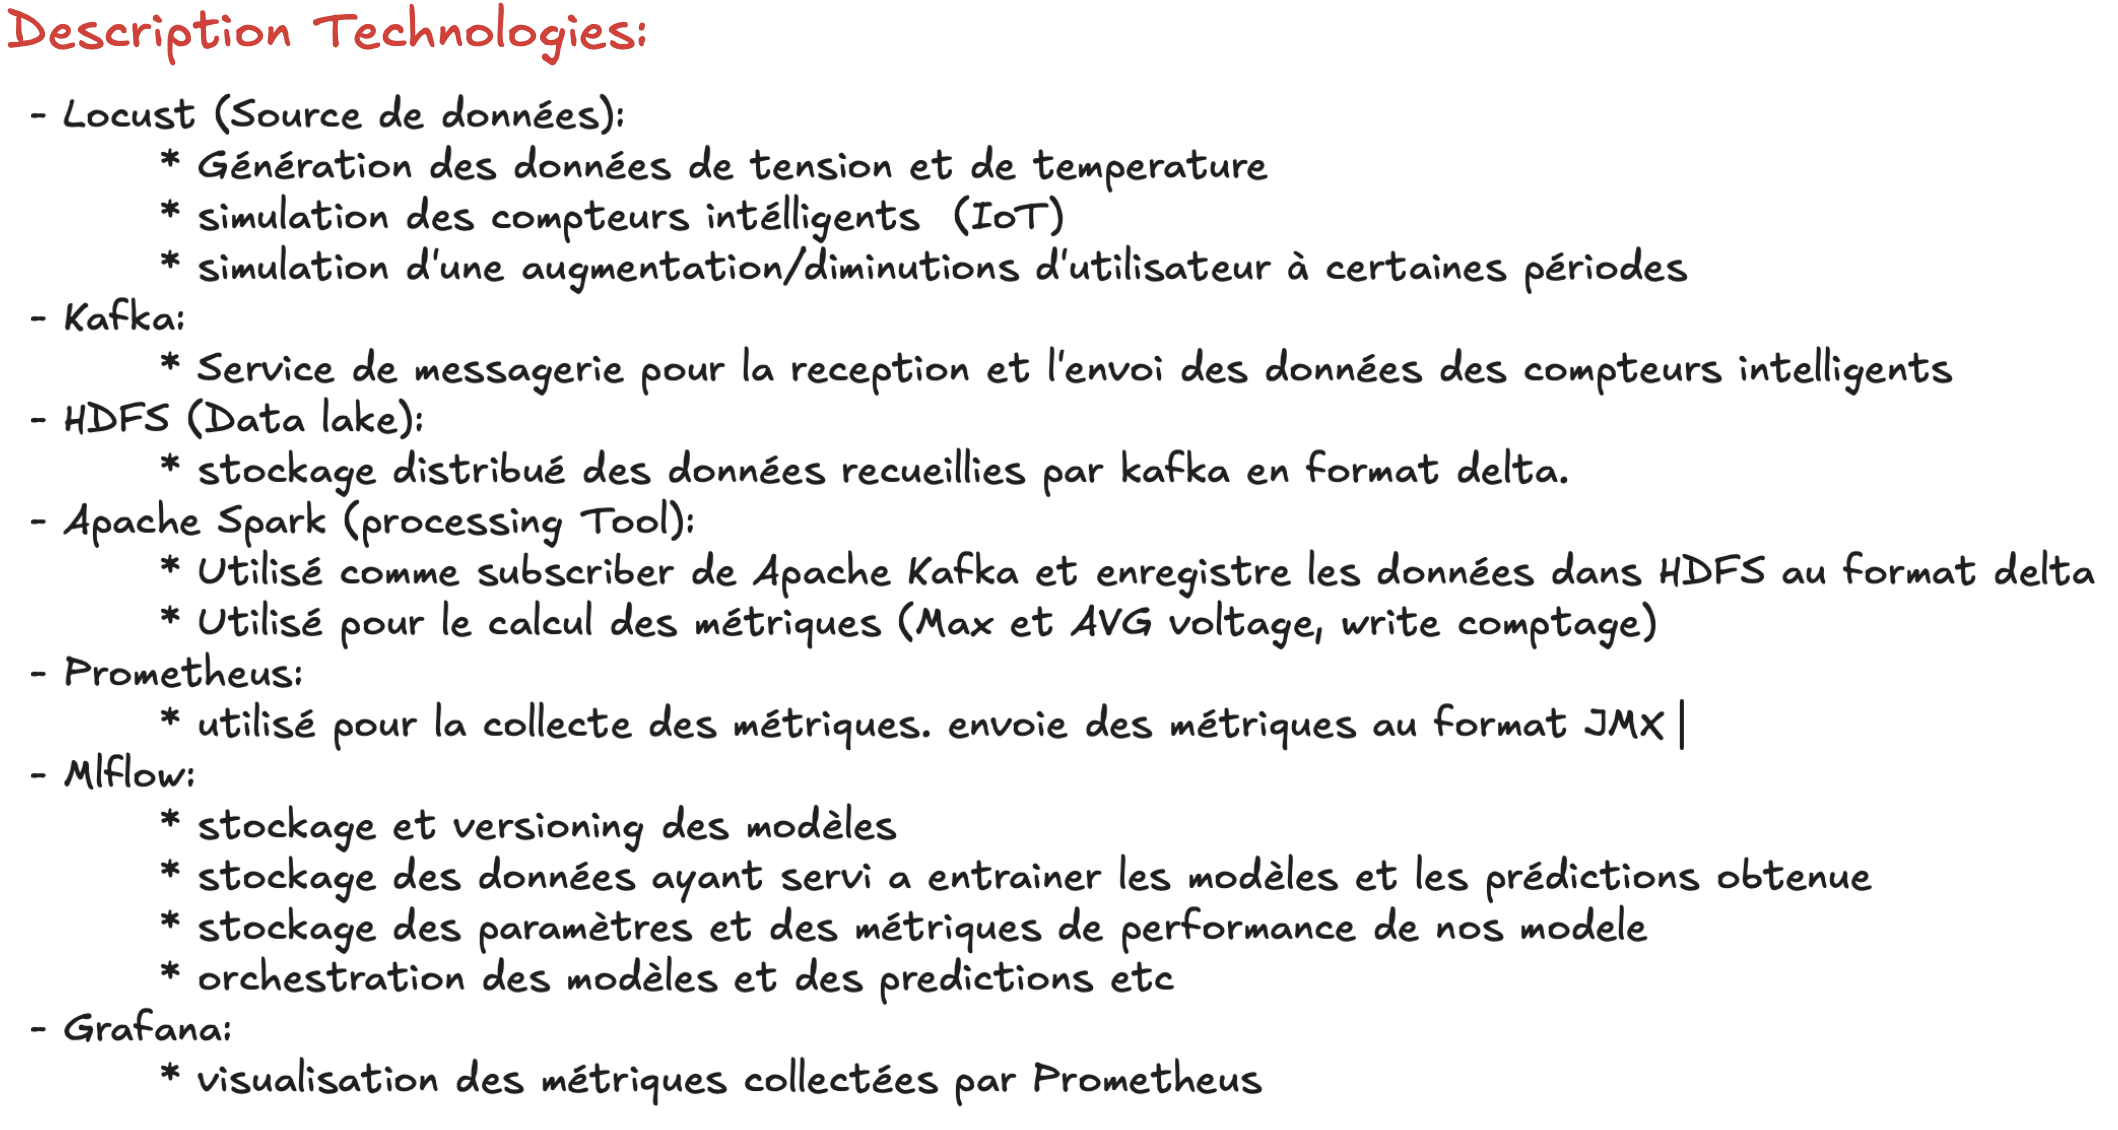 Description Technologies:
- Locust (Source de données):
* Génération des données de tension et de temperature
* simulation des compteurs intélligents (IoT)
* simulation d'une augmentation/diminutions d'utilisateur à certaines périodes
- Kafka:
* Service de messagerie pour la reception et l'envoi des données des compteurs intelligents
- HDFS (Data lake):
* stockage distribué des données recueillies par kafka en format delta.
- Apache Spark (processing Tool):
* Utilisé comme subscriber de Apache Kafka et enregistre les données dans HDFS au format delta
* Utilisé pour le calcul des métriques (Max et AVG voltage, write comptage)
- Prometheus:
* utilisé pour la collecte des métriques. envoie des métriques au format JMX
- Mlflow:
* stockage et versioning des modèles
* stockage des données ayant servi a entrainer les modèles et les prédictions obtenue
* stockage des paramètres et des métriques de performance de nos modele
* orchestration des modèles et des predictions etc
- Grafana:
* visualisation des métriques collectées par Prometheus